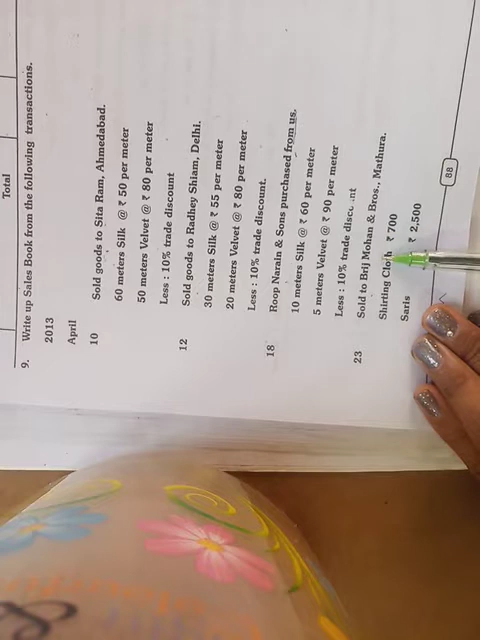 Total
9. Write up Sales Book from the following transactions.
2013
April
10 Sold goods to Sita Ram, Ahmedabad.
60 meters Silk @ ₹ 50 per meter
50 meters Velvet @ ₹ 80 per meter
Less : 10% trade discount
12 Sold goods to Radhey Shiam, Delhi.
30 meters Silk @ ₹ 55 per meter
20 meters Velvet @ ₹ 80 per meter
Less : 10% trade discount.
18 Roop Narain & Sons purchased from us.
10 meters Silk @ ₹ 60 per meter
5 meters Velvet @ ₹ 90 per meter
Less : 10% trade discount
23 Sold to Brij Mohan & Bros., Mathura.
Shirting Cloth ₹ 700
Saris ₹ 2,500
88